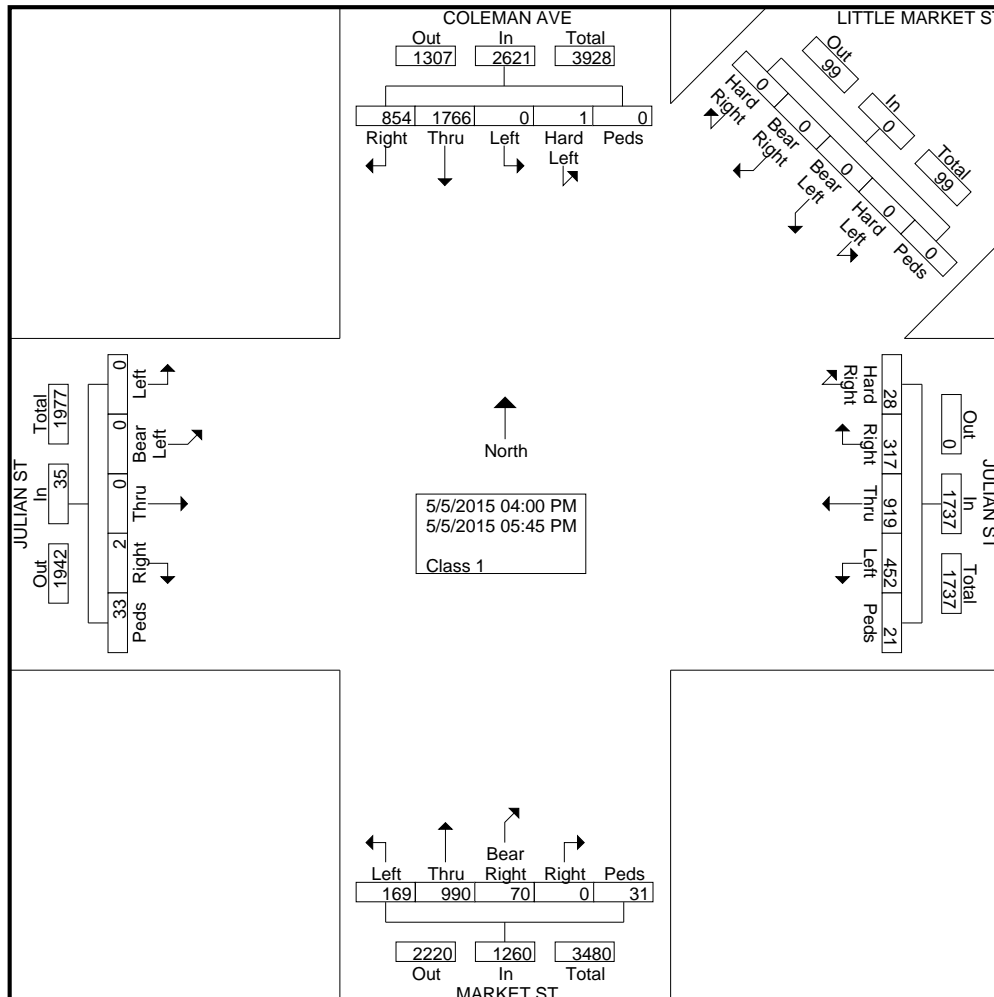 COLEMAN AVE
Out In Total
1307 2621 3928
854 1766 0 1 0
Right Thru Left Hard Left Peds
LITTLE MARKET ST
Out
99
In
0
Total
99
0 0 0 0 0
Hard Right
Bear Right
Bear Left
Hard Left
Peds
JULIAN ST
Total
1977
In
35
Out
1942
0 0 0 2 33
Left
Bear Left
Thru
Right
Peds
North
5/5/2015 04:00 PM
5/5/2015 05:45 PM
Class 1
28 317 919 452 21
Hard Right
Right
Thru
Left
Peds
Out
0
In
1737
Total
1737
JULIAN ST
Left Thru Bear Right Right Peds
169 990 70 0 31
2220 1260 3480
Out In Total
MARKET ST